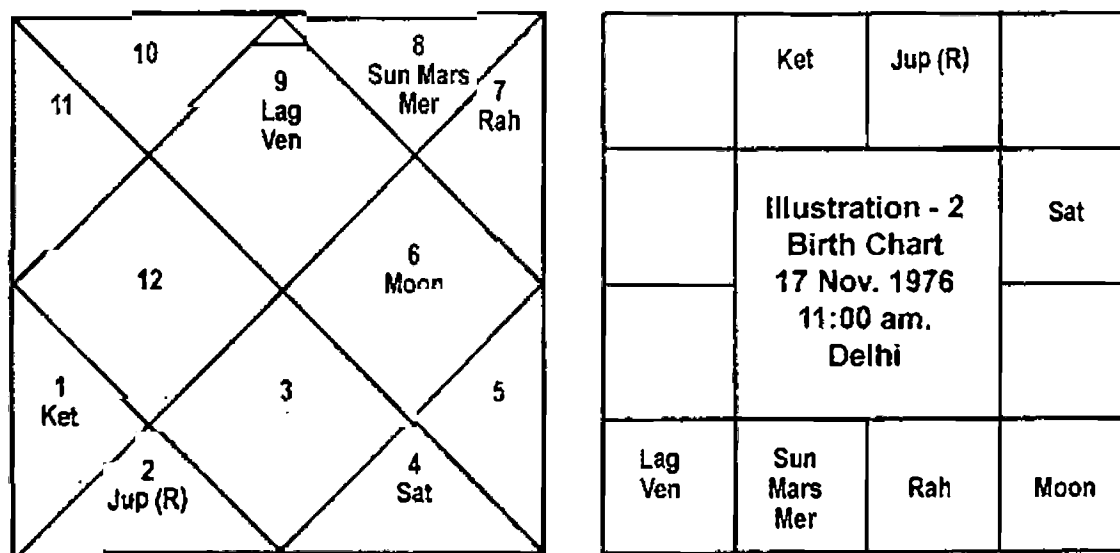 10
8
Sun Mars
Mer
9
Lag
Ven
11
7
Rah
12
6
Moon
1
Ket
3
5
2
Jup (R)
4
Sat
Ket
Jup (R)
Illustration - 2
Birth Chart
17 Nov. 1976
11:00 am.
Delhi
Sat
Lag
Ven
Sun
Mars
Mer
Rah
Moon